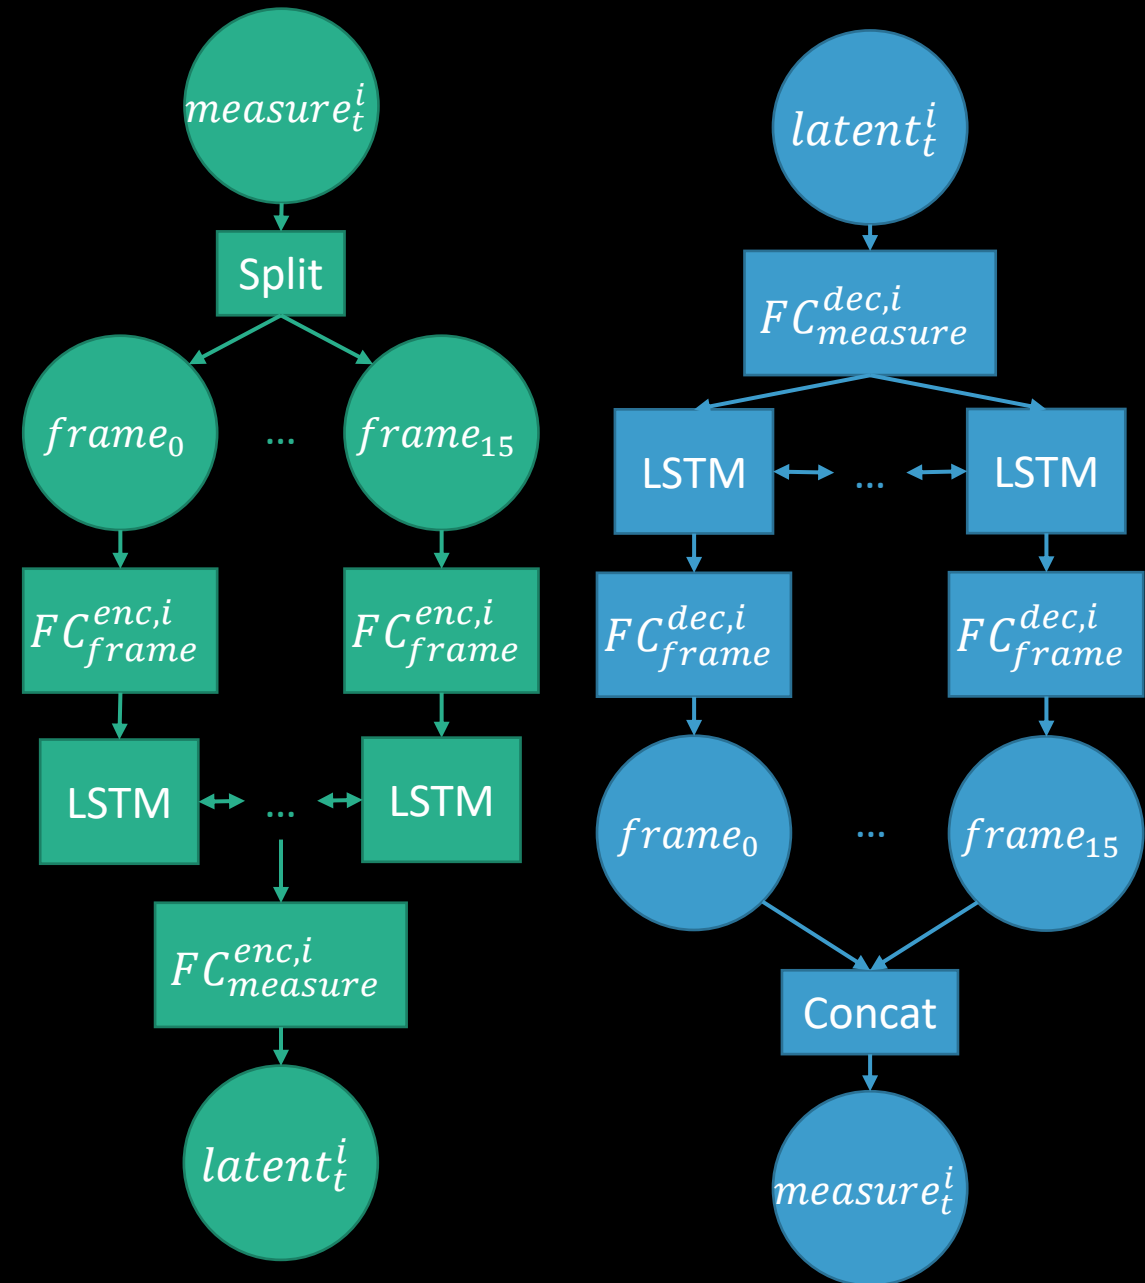 measure_t^i
Split
frame_0 ... frame_15
FC_frame^enc,i FC_frame^enc,i
LSTM ... LSTM
FC_measure^enc,i
latent_t^i
latent_t^i
FC_measure^dec,i
LSTM ... LSTM
FC_frame^dec,i FC_frame^dec,i
frame_0 ... frame_15
Concat
measure_t^i